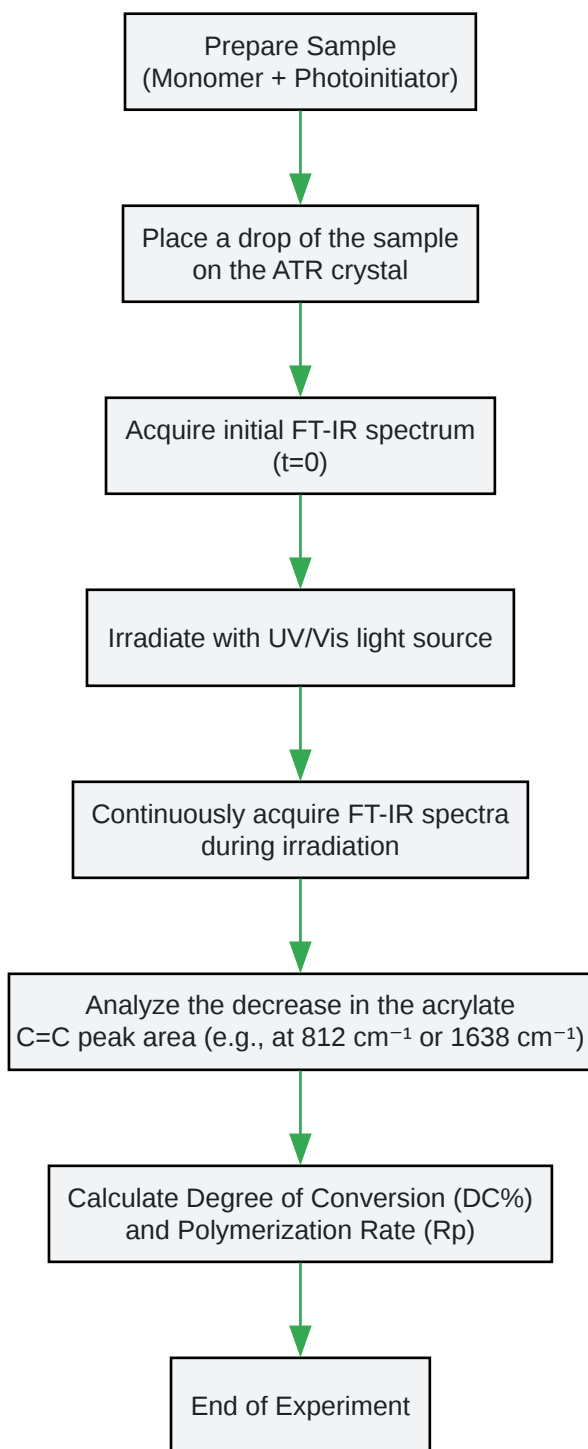 Prepare Sample
(Monomer + Photoinitiator)
Place a drop of the sample
on the ATR crystal
Acquire initial FT-IR spectrum
(t=0)
Irradiate with UV/Vis light source
Continuously acquire FT-IR spectra
during irradiation
Analyze the decrease in the acrylate
C=C peak area (e.g., at 812 cm⁻¹ or 1638 cm⁻¹)
Calculate Degree of Conversion (DC%)
and Polymerization Rate (Rp)
End of Experiment